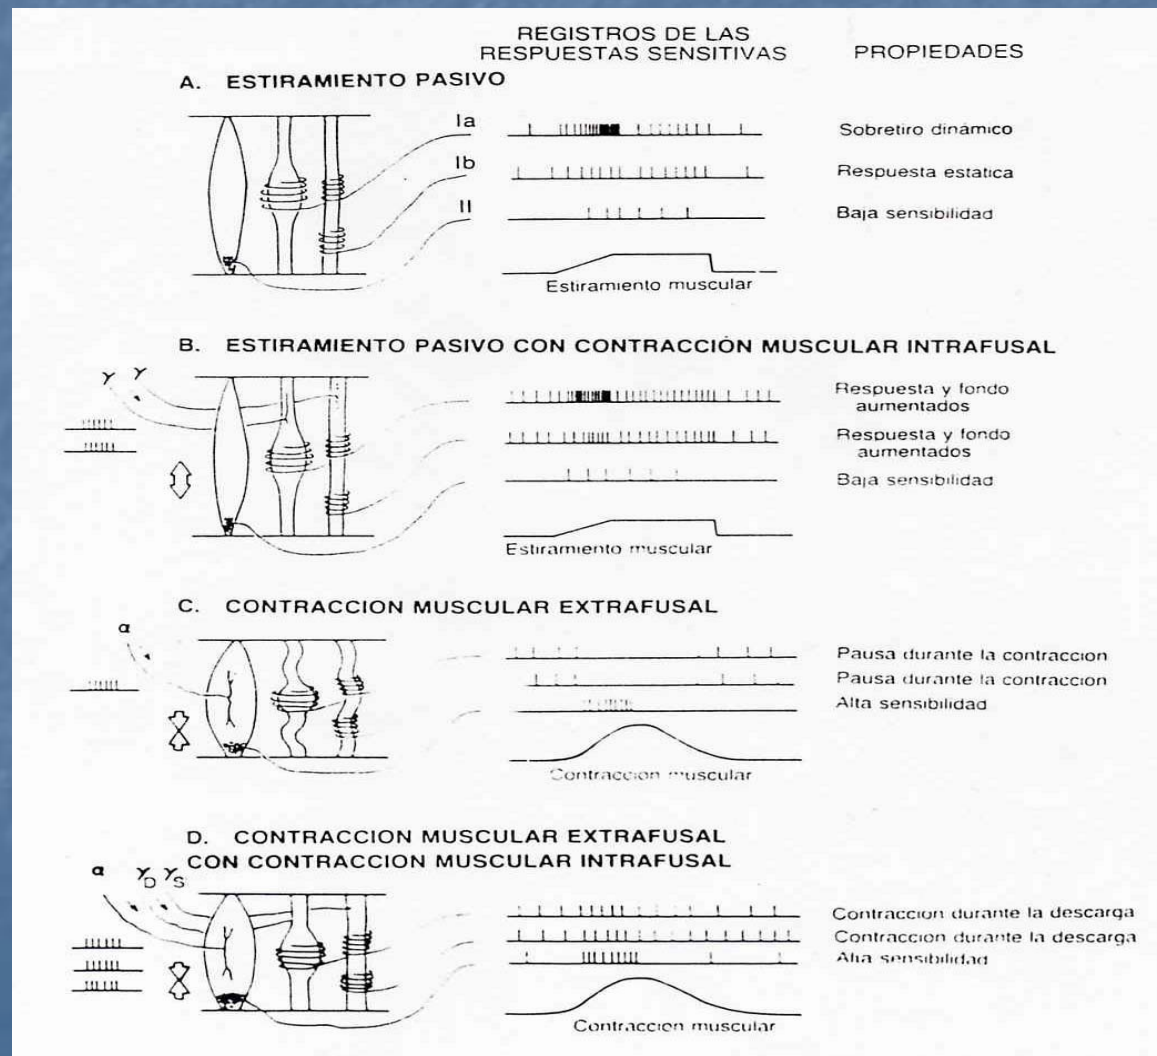 REGISTROS DE LAS
RESPUESTAS SENSITIVAS
PROPIEDADES
A. ESTIRAMIENTO PASIVO
Ia
Sobretiro dinámico
Ib
Respuesta estatica
II
Baja sensibilidad
Estiramiento muscular
B. ESTIRAMIENTO PASIVO CON CONTRACCIÓN MUSCULAR INTRAFUSAL
γ γ
Respuesta y fondo
aumentados
Respuesta y fondo
aumentados
Baja sensibilidad
Estiramiento muscular
C. CONTRACCION MUSCULAR EXTRAFUSAL
α
Pausa durante la contraccion
Pausa durante la contraccion
Alta sensibilidad
Contraccion muscular
D. CONTRACCION MUSCULAR EXTRAFUSAL
CON CONTRACCION MUSCULAR INTRAFUSAL
α γD γS
Contraccion durante la descarga
Contraccion durante la descarga
Alta sensibilidad
Contraccion muscular